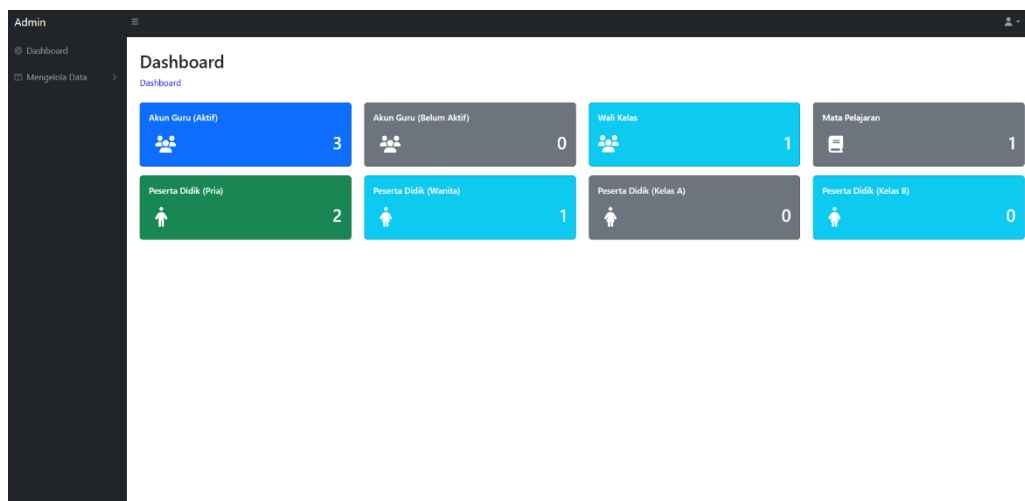 Admin
Dashboard
Mengelola Data
Dashboard
Dashboard
Akun Guru (Aktif)
3
Akun Guru (Belum Aktif)
0
Wali Kelas
1
Mata Pelajaran
1
Peserta Didik (Pria)
2
Peserta Didik (Wanita)
1
Peserta Didik (Kelas A)
0
Peserta Didik (Kelas B)
0